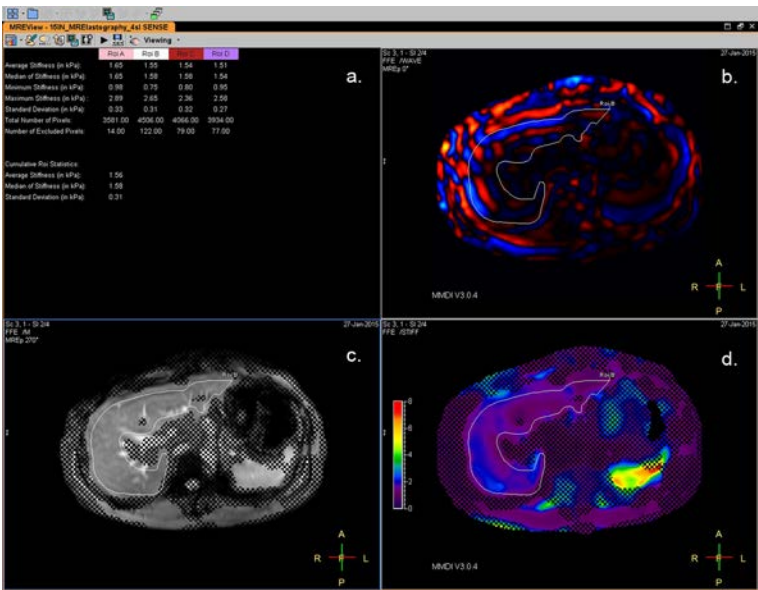 MREView - 15IN_MRElastography_4sl SENSE
Viewing
a.
Roi A Roi B Roi C Roi D
Average Stiffness (in kPa): 1.65 1.55 1.54 1.51
Median of Stiffness (in kPa): 1.65 1.58 1.58 1.54
Minimum Stiffness (in kPa): 0.98 0.75 0.80 0.95
Maximum Stiffness (in kPa): 2.89 2.65 2.36 2.58
Standard Deviation (in kPa): 0.33 0.31 0.32 0.27
Total Number of Pixels: 3581.00 4506.00 4066.00 3934.00
Number of Excluded Pixels: 14.00 122.00 79.00 77.00
Cumulative Roi Statistics:
Average Stiffness (in kPa): 1.56
Median of Stiffness (in kPa): 1.58
Standard Deviation (in kPa): 0.31
Sc 3, 1 - Sl 2/4 27-Jan-2015
FFE /WAVE
MREp 0°
b.
Roi B
A
R F L
P
MMDI V3.0.4
Sc 3, 1 - Sl 2/4 27-Jan-2015
FFE /M
MREp 270°
c.
Roi B
A
R F L
P
Sc 3, 1 - Sl 2/4 27-Jan-2015
FFE /STIFF
d.
Roi B
8
6
4
2
0
A
R F L
P
MMDI V3.0.4